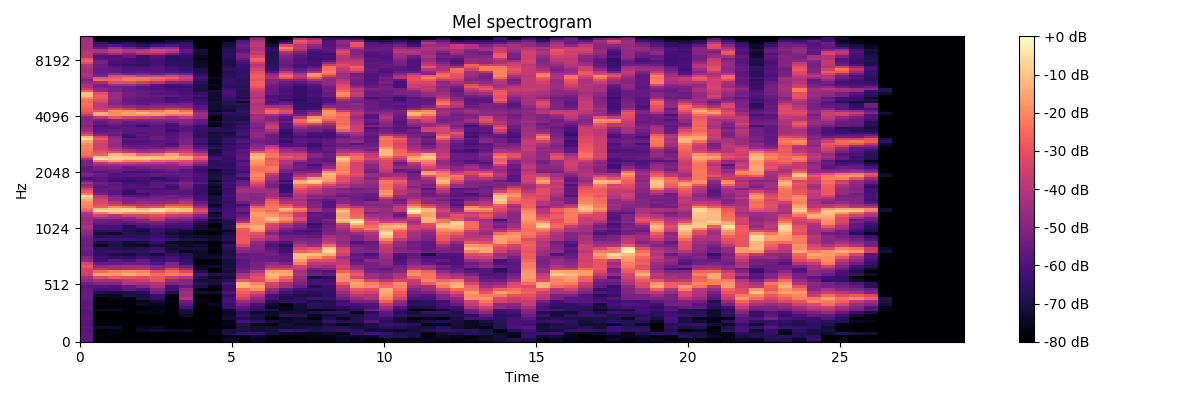 Mel spectrogram
8192
4096
2048
1024
512
0
Hz
0 5 10 15 20 25
Time
+0 dB
-10 dB
-20 dB
-30 dB
-40 dB
-50 dB
-60 dB
-70 dB
-80 dB